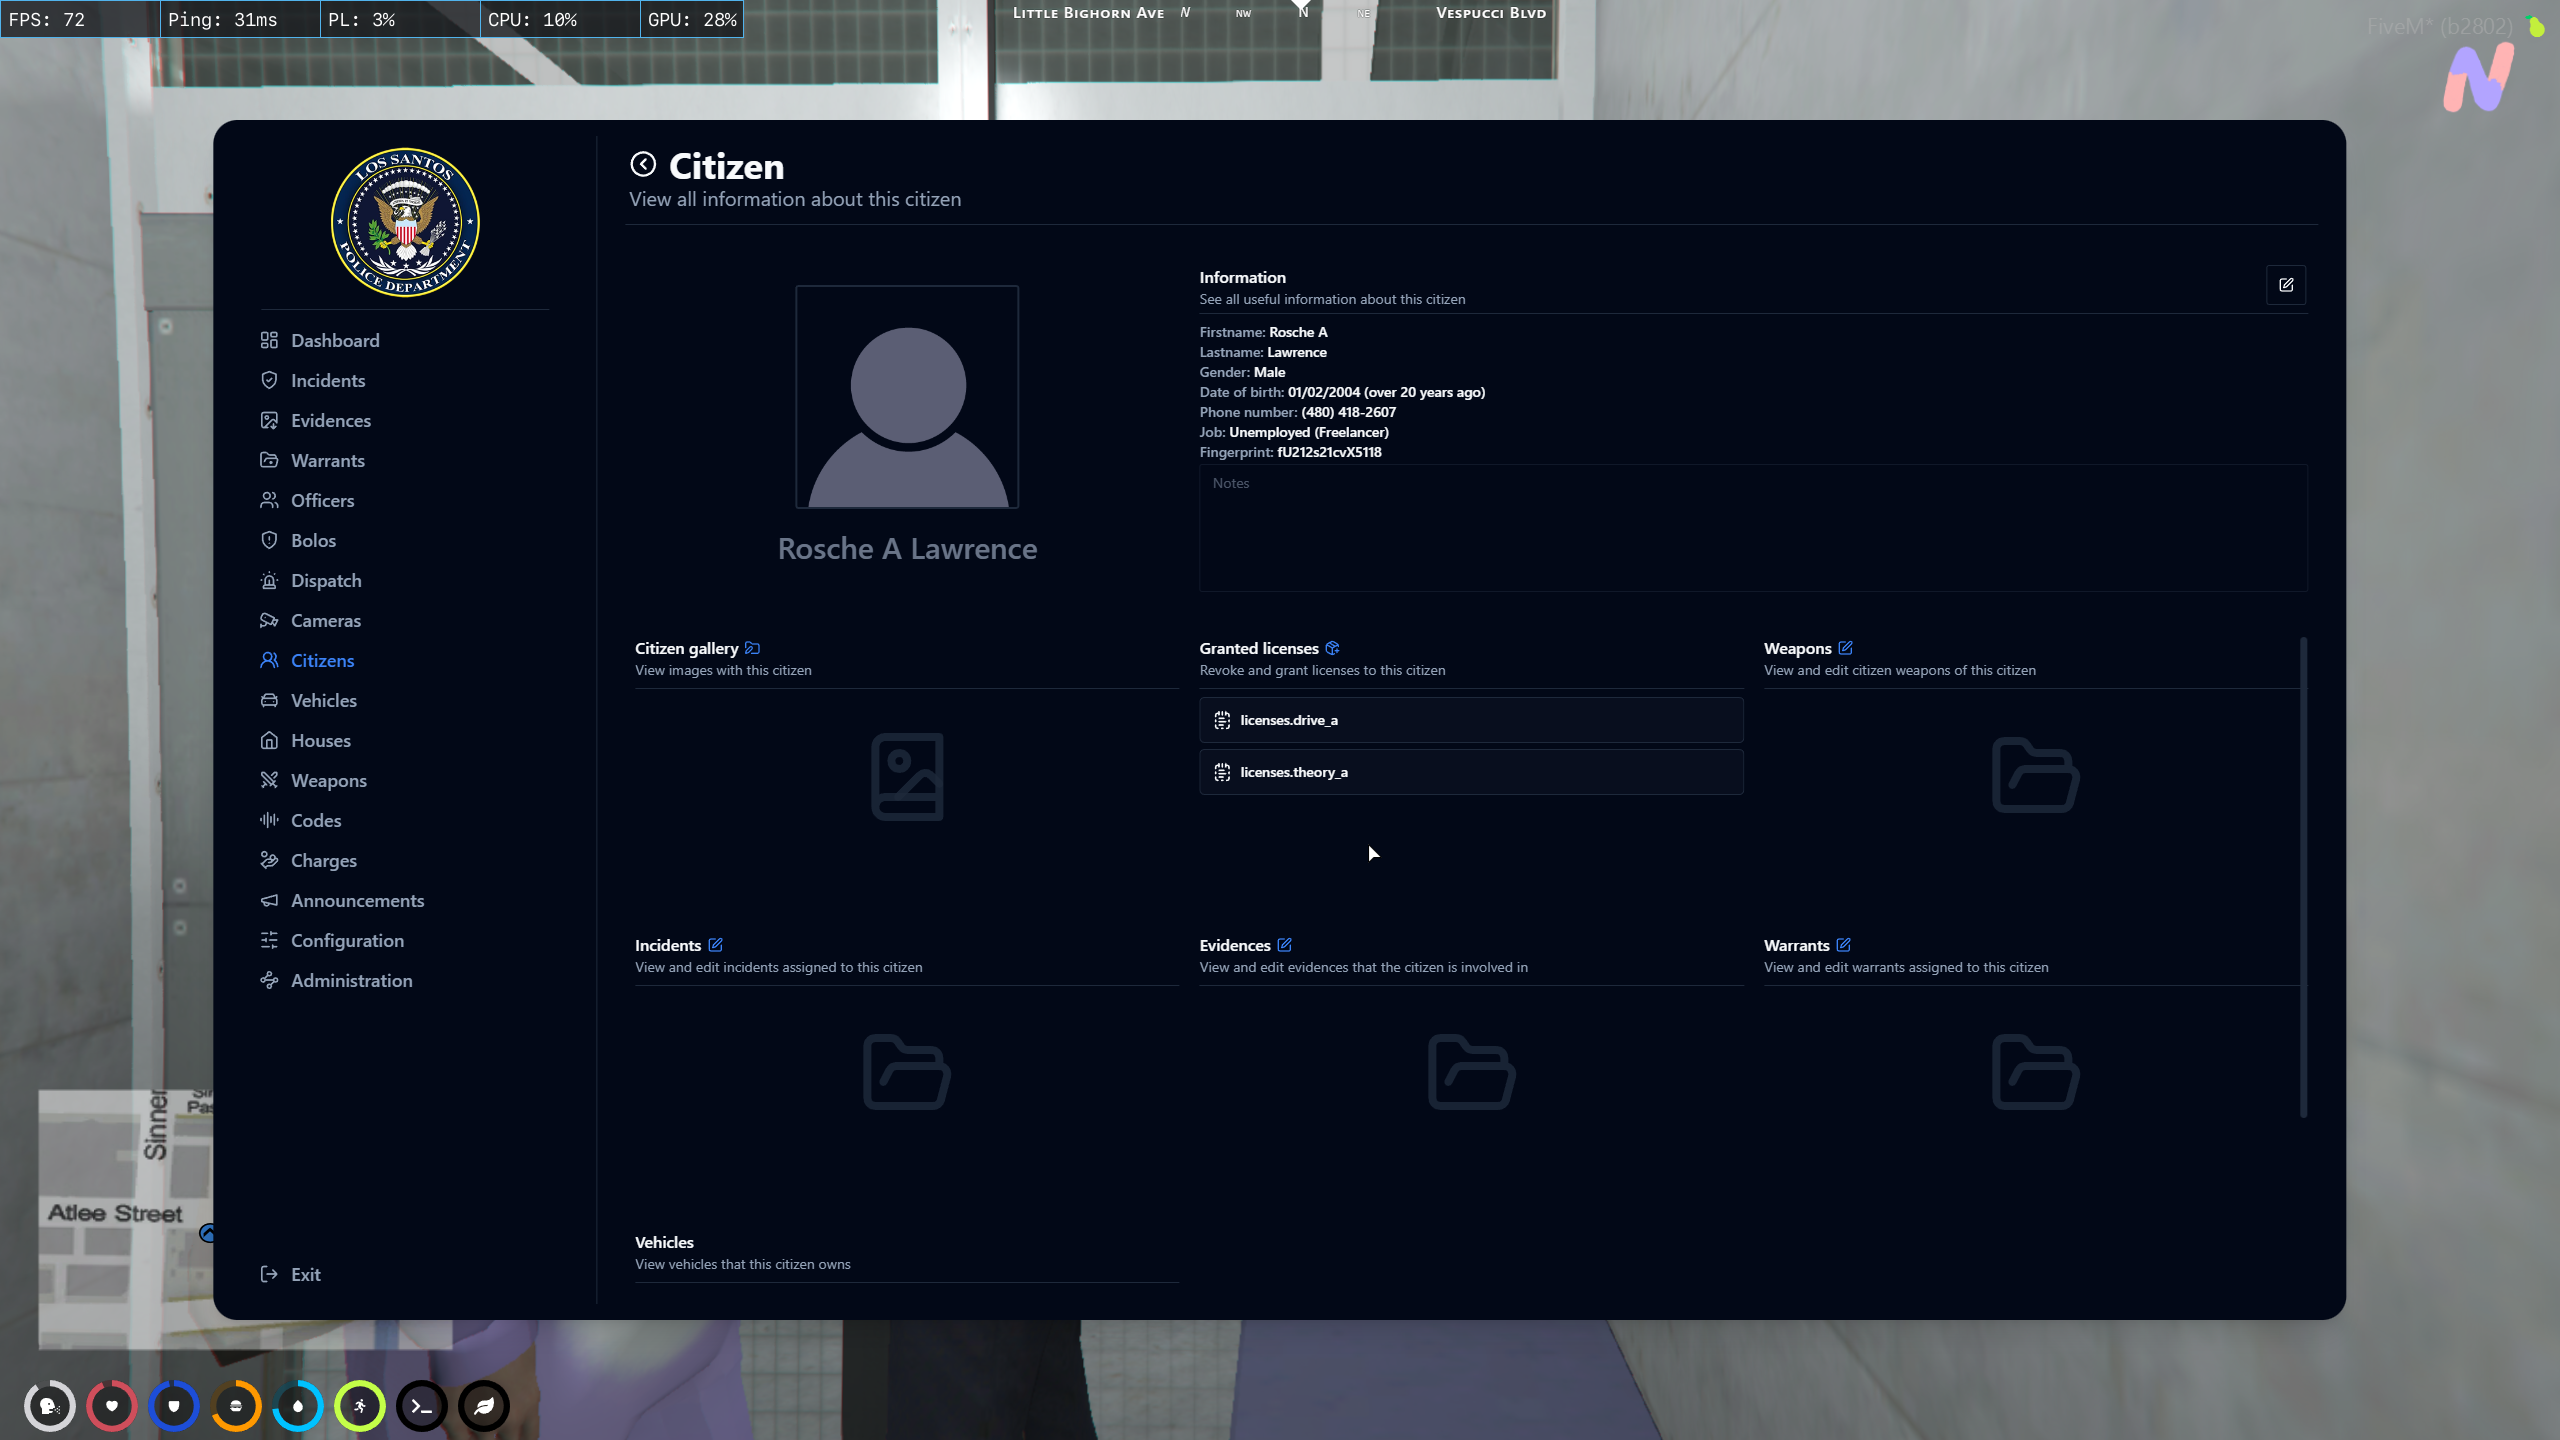 FPS: 72 Ping: 31ms PL: 3% CPU: 10% GPU: 28%
Little Bighorn Ave N NW N NE Vespucci Blvd
FiveM* (b2802)
LOS SANTOS
POLICE DEPARTMENT
Dashboard
Incidents
Evidences
Warrants
Officers
Bolos
Dispatch
Cameras
Citizens
Vehicles
Houses
Weapons
Codes
Charges
Announcements
Configuration
Administration
Exit
Citizen
View all information about this citizen
Rosche A Lawrence
Information
See all useful information about this citizen
Firstname: Rosche A
Lastname: Lawrence
Gender: Male
Date of birth: 01/02/2004 (over 20 years ago)
Phone number: (480) 418-2607
Job: Unemployed (Freelancer)
Fingerprint: fU212s21cvX5118
Notes
Citizen gallery
View images with this citizen
Granted licenses
Revoke and grant licenses to this citizen
licenses.drive_a
licenses.theory_a
Weapons
View and edit citizen weapons of this citizen
Incidents
View and edit incidents assigned to this citizen
Evidences
View and edit evidences that the citizen is involved in
Warrants
View and edit warrants assigned to this citizen
Vehicles
View vehicles that this citizen owns
Sinner
Atlee Street